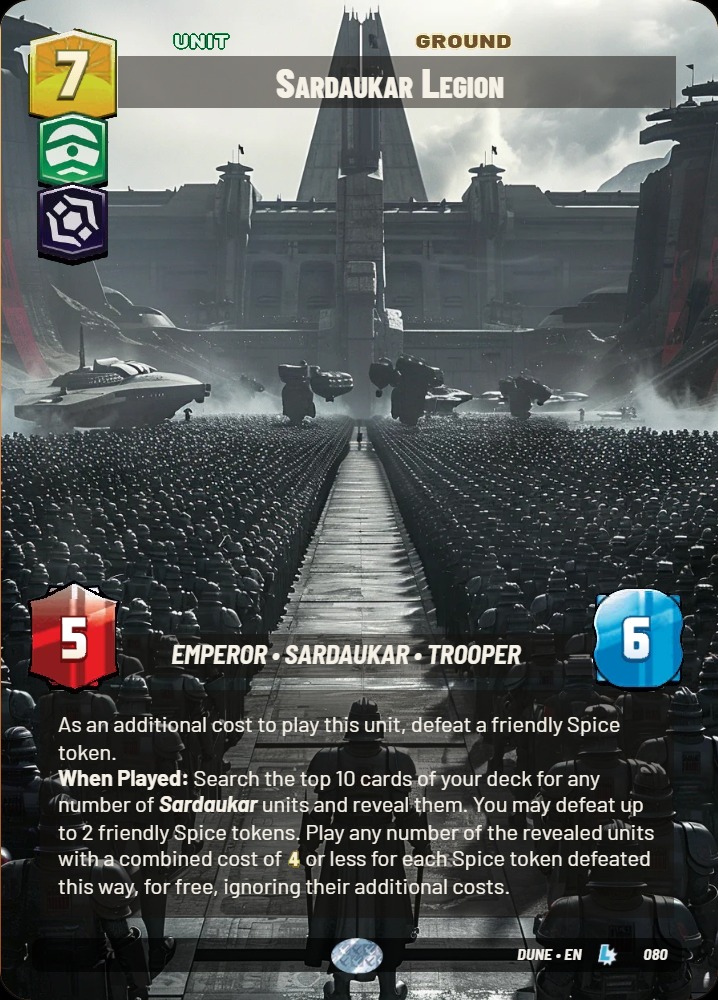 UNIT GROUND
7 Sardaukar Legion
5 EMPEROR • SARDAUKAR • TROOPER 6
As an additional cost to play this unit, defeat a friendly Spice
token.
When Played: Search the top 10 cards of your deck for any
number of Sardaukar units and reveal them. You may defeat up
to 2 friendly Spice tokens. Play any number of the revealed units
with a combined cost of 4 or less for each Spice token defeated
this way, for free, ignoring their additional costs.
DUNE • EN 080